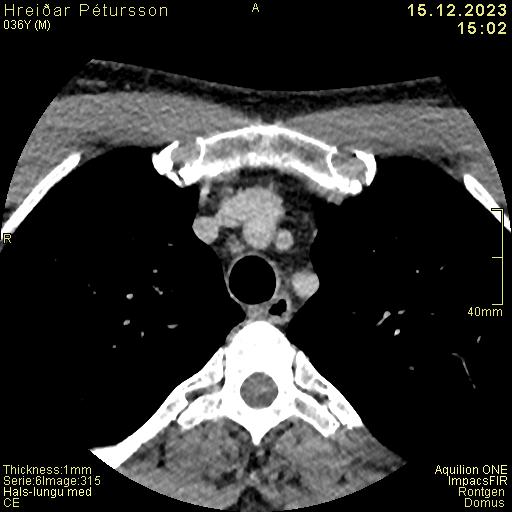 Hreiðar Pétursson
036Y (M)
A
15.12.2023
15:02
R
40mm
Thickness:1mm
Serie:6Image:315
Hals-lungu med
CE
Aquilion ONE
ImpacsFIR
Röntgen
Domus